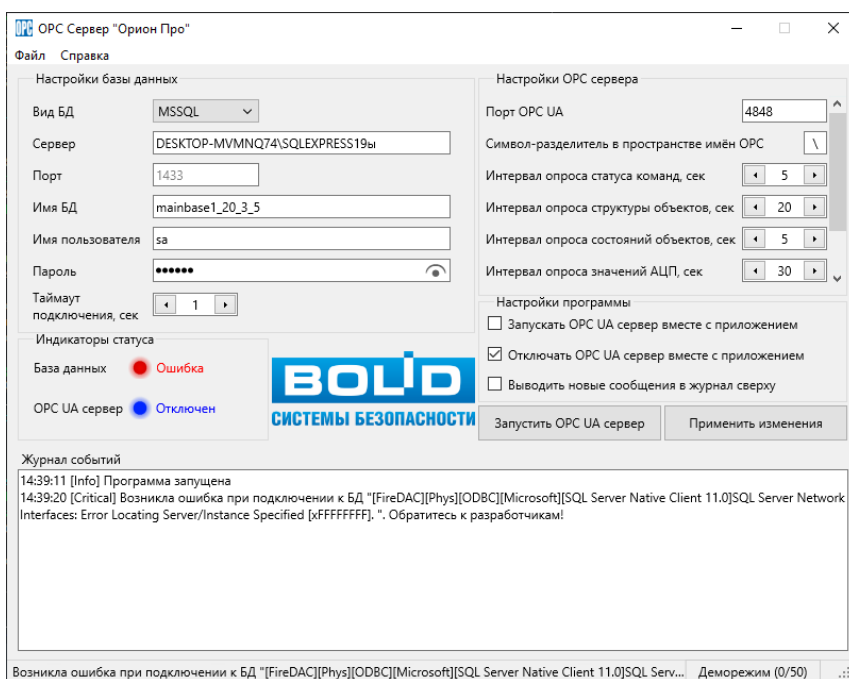 OPC
ОРС Сервер "Орион Про"
Файл Справка
Настройки базы данных
Вид БД MSSQL
Сервер DESKTOP-MVMNQ74\SQLEXPRESS19ы
Порт 1433
Имя БД mainbase1_20_3_5
Имя пользователя sa
Пароль ••••••
Таймаут
подключения, сек 1
Индикаторы статуса
База данных Ошибка
OPC UA сервер Отключен
BOLID
СИСТЕМЫ БЕЗОПАСНОСТИ
Настройки OPC сервера
Порт OPC UA 4848
Символ-разделитель в пространстве имён OPC \
Интервал опроса статуса команд, сек 5
Интервал опроса структуры объектов, сек 20
Интервал опроса состояний объектов, сек 5
Интервал опроса значений АЦП, сек 30
Настройки программы
Запускать OPC UA сервер вместе с приложением
Отключать OPC UA сервер вместе с приложением
Выводить новые сообщения в журнал сверху
Запустить OPC UA сервер Применить изменения
Журнал событий
14:39:11 [Info] Программа запущена
14:39:20 [Critical] Возникла ошибка при подключении к БД "[FireDAC][Phys][ODBC][Microsoft][SQL Server Native Client 11.0]SQL Server Network
Interfaces: Error Locating Server/Instance Specified [xFFFFFFFF]. ". Обратитесь к разработчикам!
Возникла ошибка при подключении к БД "[FireDAC][Phys][ODBC][Microsoft][SQL Server Native Client 11.0]SQL Serv... Деморежим (0/50)